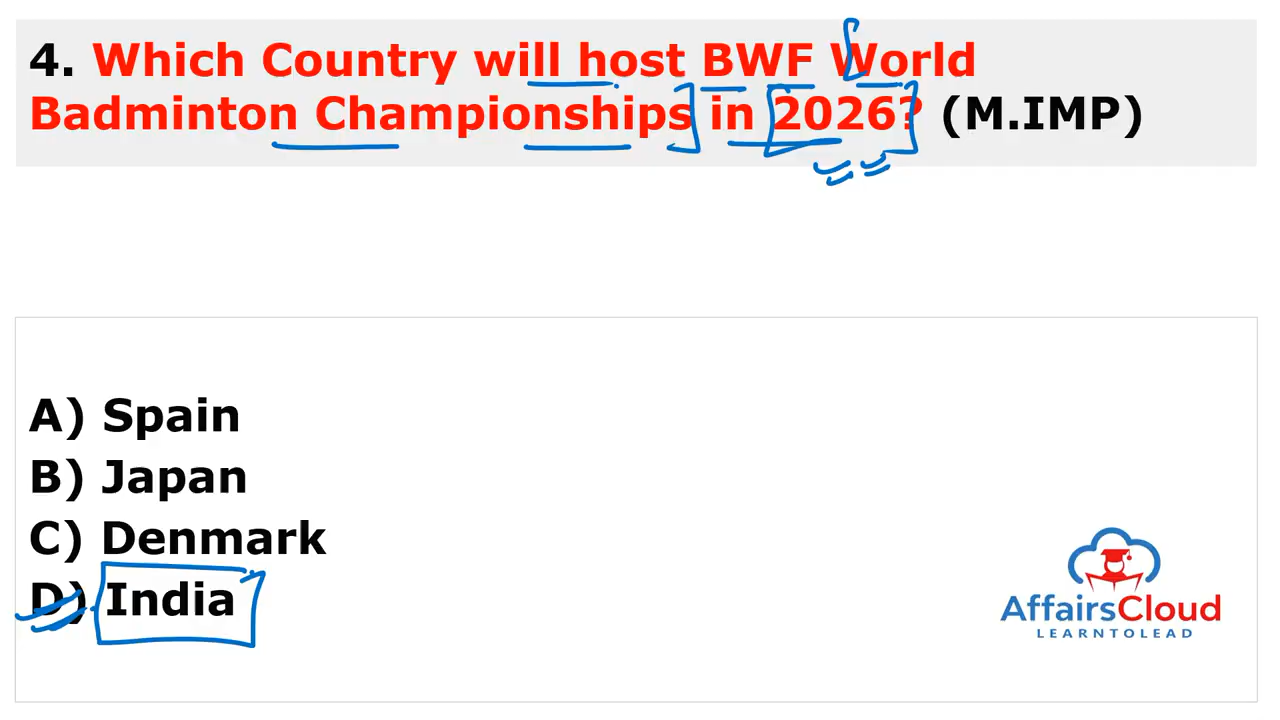 4. Which Country will host BWF World
Badminton Championships in 2026? (M.IMP)
A) Spain
B) Japan
C) Denmark
D) India
AffairsCloud
LEARNTOLEAD